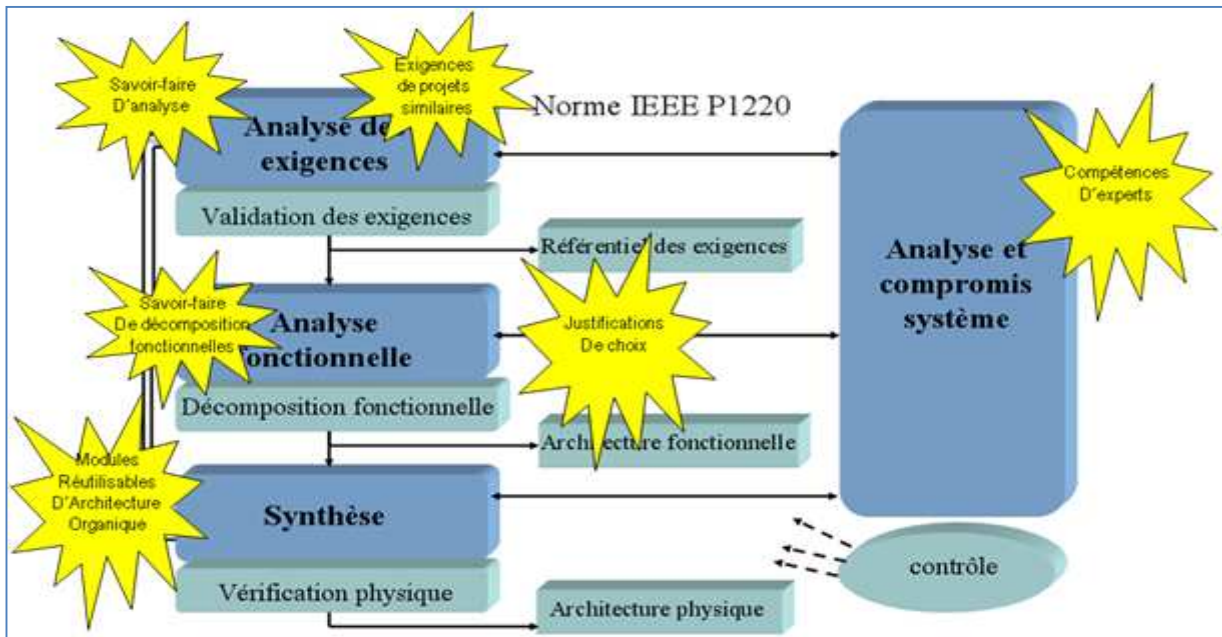 Savoir-faire
D'analyse
Exigences
de projets
similaires
Norme IEEE P1220
Analyse de
exigences
Validation des exigences
Compétences
D'experts
Référentiel des exigences
Analyse et
compromis
système
Savoir-faire
De décomposition
fonctionnelles
Analyse
fonctionnelle
Justifications
De choix
Décomposition fonctionnelle
Architecture fonctionnelle
Modules
Réutilisables
D'Architecture
Organique
Synthèse
contrôle
Vérification physique
Architecture physique